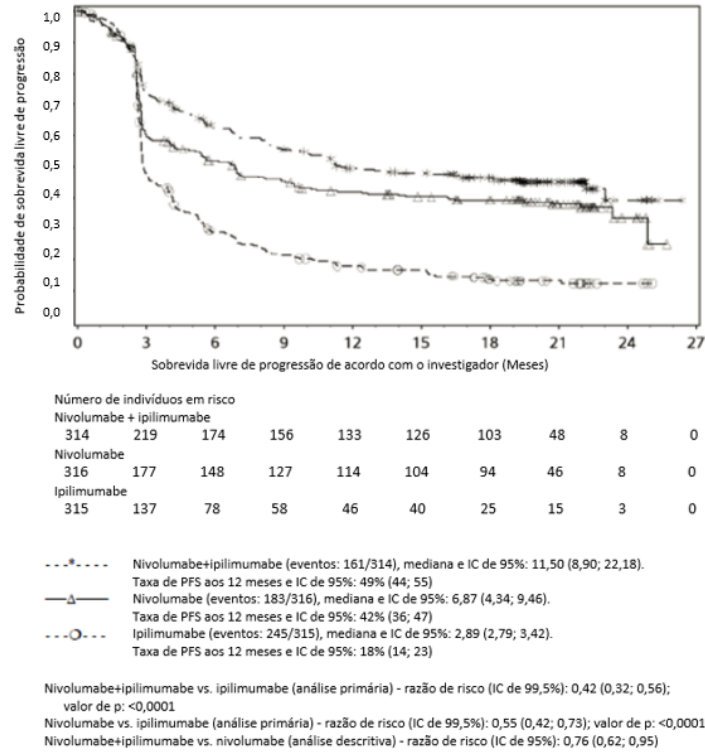 Probabilidade de sobrevida livre de progressão
1,0
0,9
0,8
0,7
0,6
0,5
0,4
0,3
0,2
0,1
0,0
0 3 6 9 12 15 18 21 24 27
Sobrevida livre de progressão de acordo com o investigador (Meses)
Número de indivíduos em risco
Nivolumabe + ipilimumabe
314 219 174 156 133 126 103 48 8 0
Nivolumabe
316 177 148 127 114 104 94 46 8 0
Ipilimumabe
315 137 78 58 46 40 25 15 3 0
Nivolumabe+ipilimumabe (eventos: 161/314), mediana e IC de 95%: 11,50 (8,90; 22,18).
Taxa de PFS aos 12 meses e IC de 95%: 49% (44; 55)
Nivolumabe (eventos: 183/316), mediana e IC de 95%: 6,87 (4,34; 9,46).
Taxa de PFS aos 12 meses e IC de 95%: 42% (36; 47)
Ipilimumabe (eventos: 245/315), mediana e IC de 95%: 2,89 (2,79; 3,42).
Taxa de PFS aos 12 meses e IC de 95%: 18% (14; 23)
Nivolumabe+ipilimumabe vs. ipilimumabe (análise primária) - razão de risco (IC de 99,5%): 0,42 (0,32; 0,56);
valor de p: <0,0001
Nivolumabe vs. ipilimumabe (análise primária) - razão de risco (IC de 99,5%): 0,55 (0,42; 0,73); valor de p: <0,0001
Nivolumabe+ipilimumabe vs. nivolumabe (análise descritiva) - razão de risco (IC de 95%): 0,76 (0,62; 0,95)